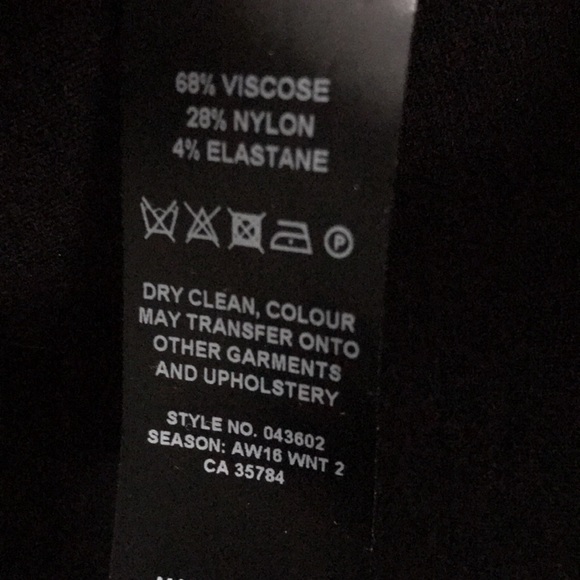 68% VISCOSE
28% NYLON
4% ELASTANE
P
DRY CLEAN, COLOUR
MAY TRANSFER ONTO
OTHER GARMENTS
AND UPHOLSTERY
STYLE NO. 043602
SEASON: AW16 WNT 2
CA 35784